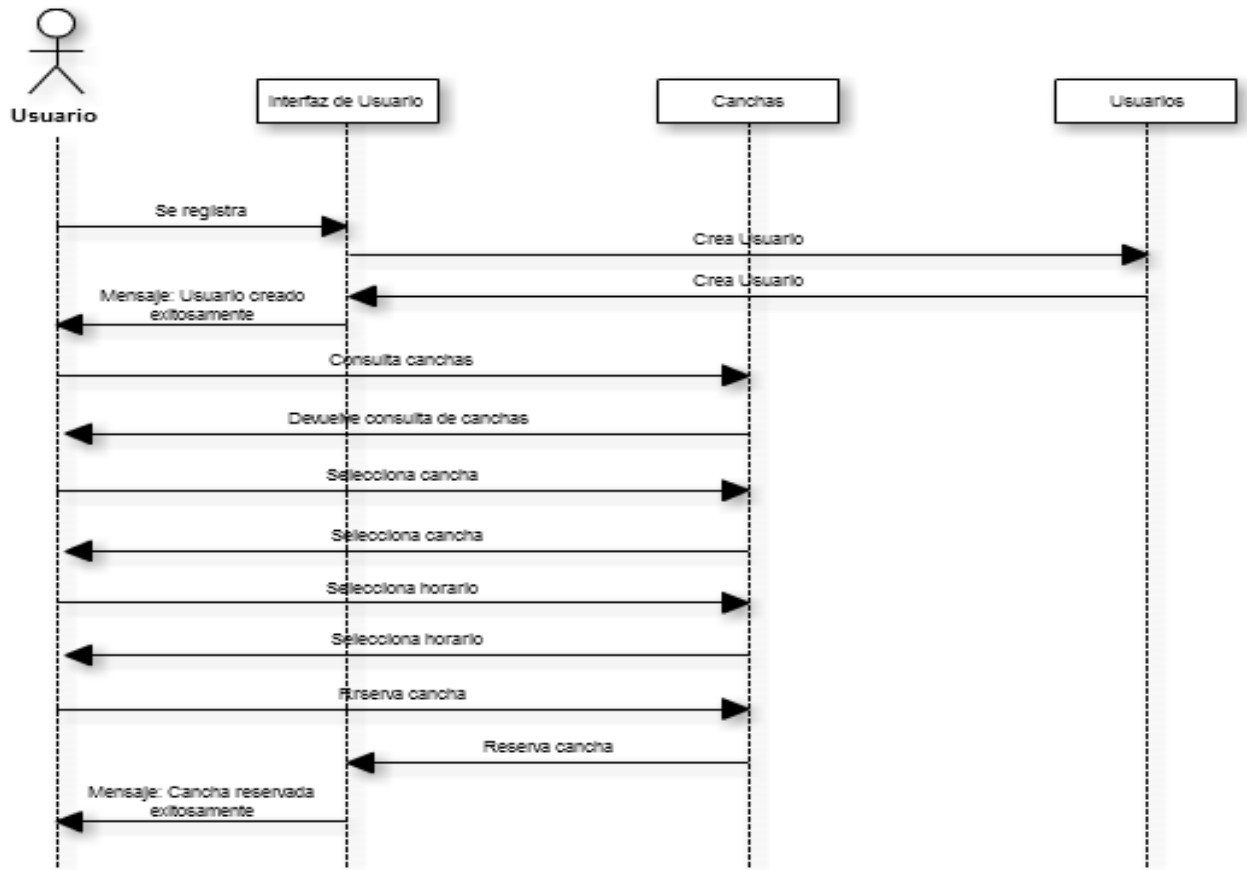 Usuario
Interfaz de Usuario
Canchas
Usuarios
Se registra
Crea Usuario
Crea Usuario
Mensaje: Usuario creado
exitosamente
Consulta canchas
Devuelve consulta de canchas
Selecciona cancha
Selecciona cancha
Selecciona horario
Selecciona horario
Rrserva cancha
Reserva cancha
Mensaje: Cancha reservada
exitosamente